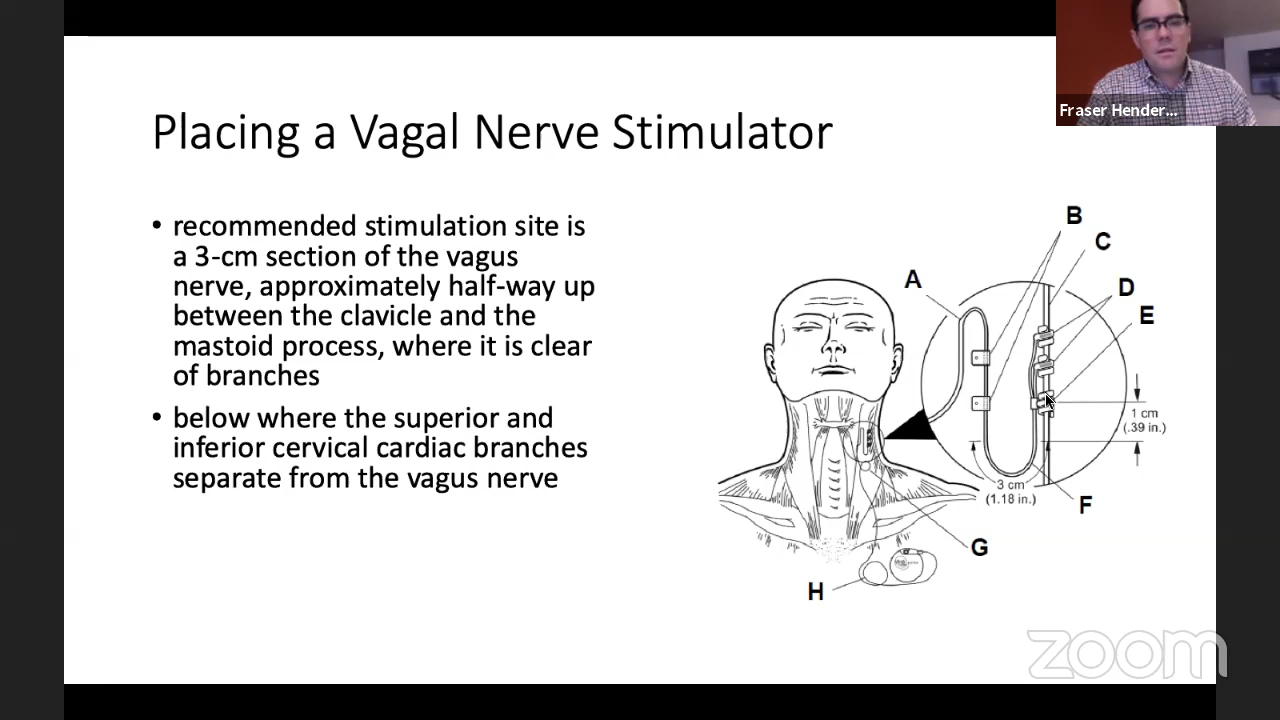 Fraser Hender...
Placing a Vagal Nerve Stimulator
• recommended stimulation site is
a 3-cm section of the vagus
nerve, approximately half-way up
between the clavicle and the
mastoid process, where it is clear
of branches
• below where the superior and
inferior cervical cardiac branches
separate from the vagus nerve
B
C
A
D
E
1 cm
(.39 in.)
3 cm
(1.18 in.)
F
G
H
zoom